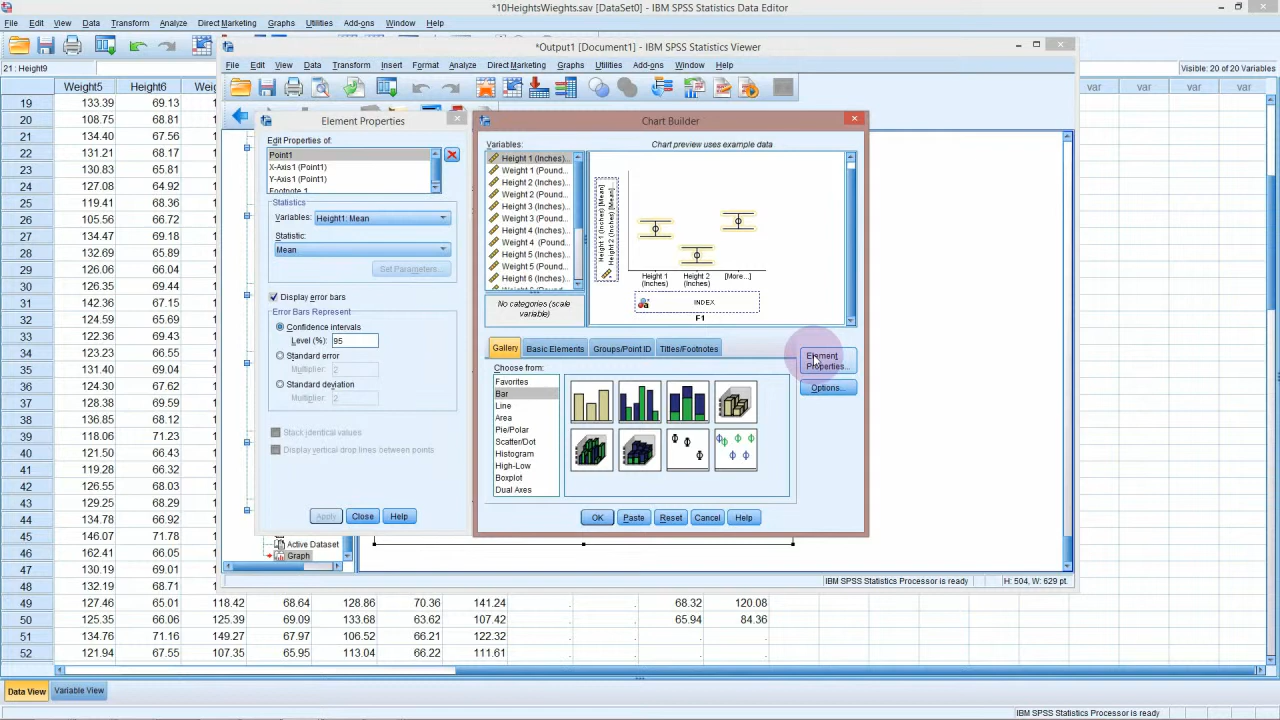 *10HeightsWieghts.sav [DataSet0] - IBM SPSS Statistics Data Editor
File Edit View Data Transform Analyze Direct Marketing Graphs Utilities Add-ons Window Help
21: Height9
Visible: 20 of 20 Variables
Weight5 Height6 var var var var
*Output1 [Document1] - IBM SPSS Statistics Viewer
File Edit View Data Transform Insert Format Analyze Direct Marketing Graphs Utilities Add-ons Window Help
Element Properties
Edit Properties of:
Point1
X-Axis1 (Point1)
Y-Axis1 (Point1)
Footnote 1
Statistics
Variables: Height1: Mean
Statistic:
Mean
Set Parameters...
Display error bars
Error Bars Represent
Confidence intervals
Level (%): 95
Standard error
Multiplier: 2
Standard deviation
Multiplier: 2
Stack identical values
Display vertical drop lines between points
Apply Close Help
Chart Builder
Variables:
Height 1 (Inches)...
Weight 1 (Pound...
Height 2 (Inches)...
Weight 2 (Pound...
Height 3 (Inches)...
Weight 3 (Pound...
Height 4 (Inches)...
Weight 4 (Pound...
Height 5 (Inches)...
Weight 5 (Pound...
Height 6 (Inches)...
No categories (scale
variable)
Chart preview uses example data
Height 1 (Inches) [Mean]
Height 2 (Inches) [Mean]...
Height 1
(Inches)
Height 2
(Inches)
[More...]
INDEX
Gallery Basic Elements Groups/Point ID Titles/Footnotes
Choose from:
Favorites
Bar
Line
Area
Pie/Polar
Scatter/Dot
Histogram
High-Low
Boxplot
Dual Axes
Element
Properties...
Options...
OK Paste Reset Cancel Help
Active Dataset
Graph
IBM SPSS Statistics Processor is ready H: 504, W: 629 pt.
19 133.39 69.13
20 108.75 68.81
21 134.40 67.56
22 131.21 68.17
23 130.83 65.81
24 127.08 64.92
25 119.41 68.36
26 105.56 66.72
27 134.47 69.18
28 132.69 65.89
29 126.06 66.04
30 126.35 69.44
31 142.36 67.15
32 124.59 65.69
33 121.55 68.62
34 123.23 66.51
35 128.38 69.59
36 138.85 68.12
37 118.06 71.23
38 121.50 66.43
39 119.28 66.55
40 126.55 68.03
41 129.25 68.29
42 134.78 66.92
43 146.07 71.78
44 162.41 66.05
45 130.19 69.01
46 132.19 68.71
47
48
49 127.46 65.01 118.42 68.64 128.86 70.36 141.24 . . 68.32 120.08
50 125.35 66.06 125.39 69.09 133.68 63.62 107.42 . . 65.94 84.36
51 134.76 71.16 149.27 67.97 106.52 66.21 122.32 . . . .
52 121.94 67.55 107.35 65.95 113.04 66.22 111.61 . . . .
Data View Variable View
IBM SPSS Statistics Processor is ready